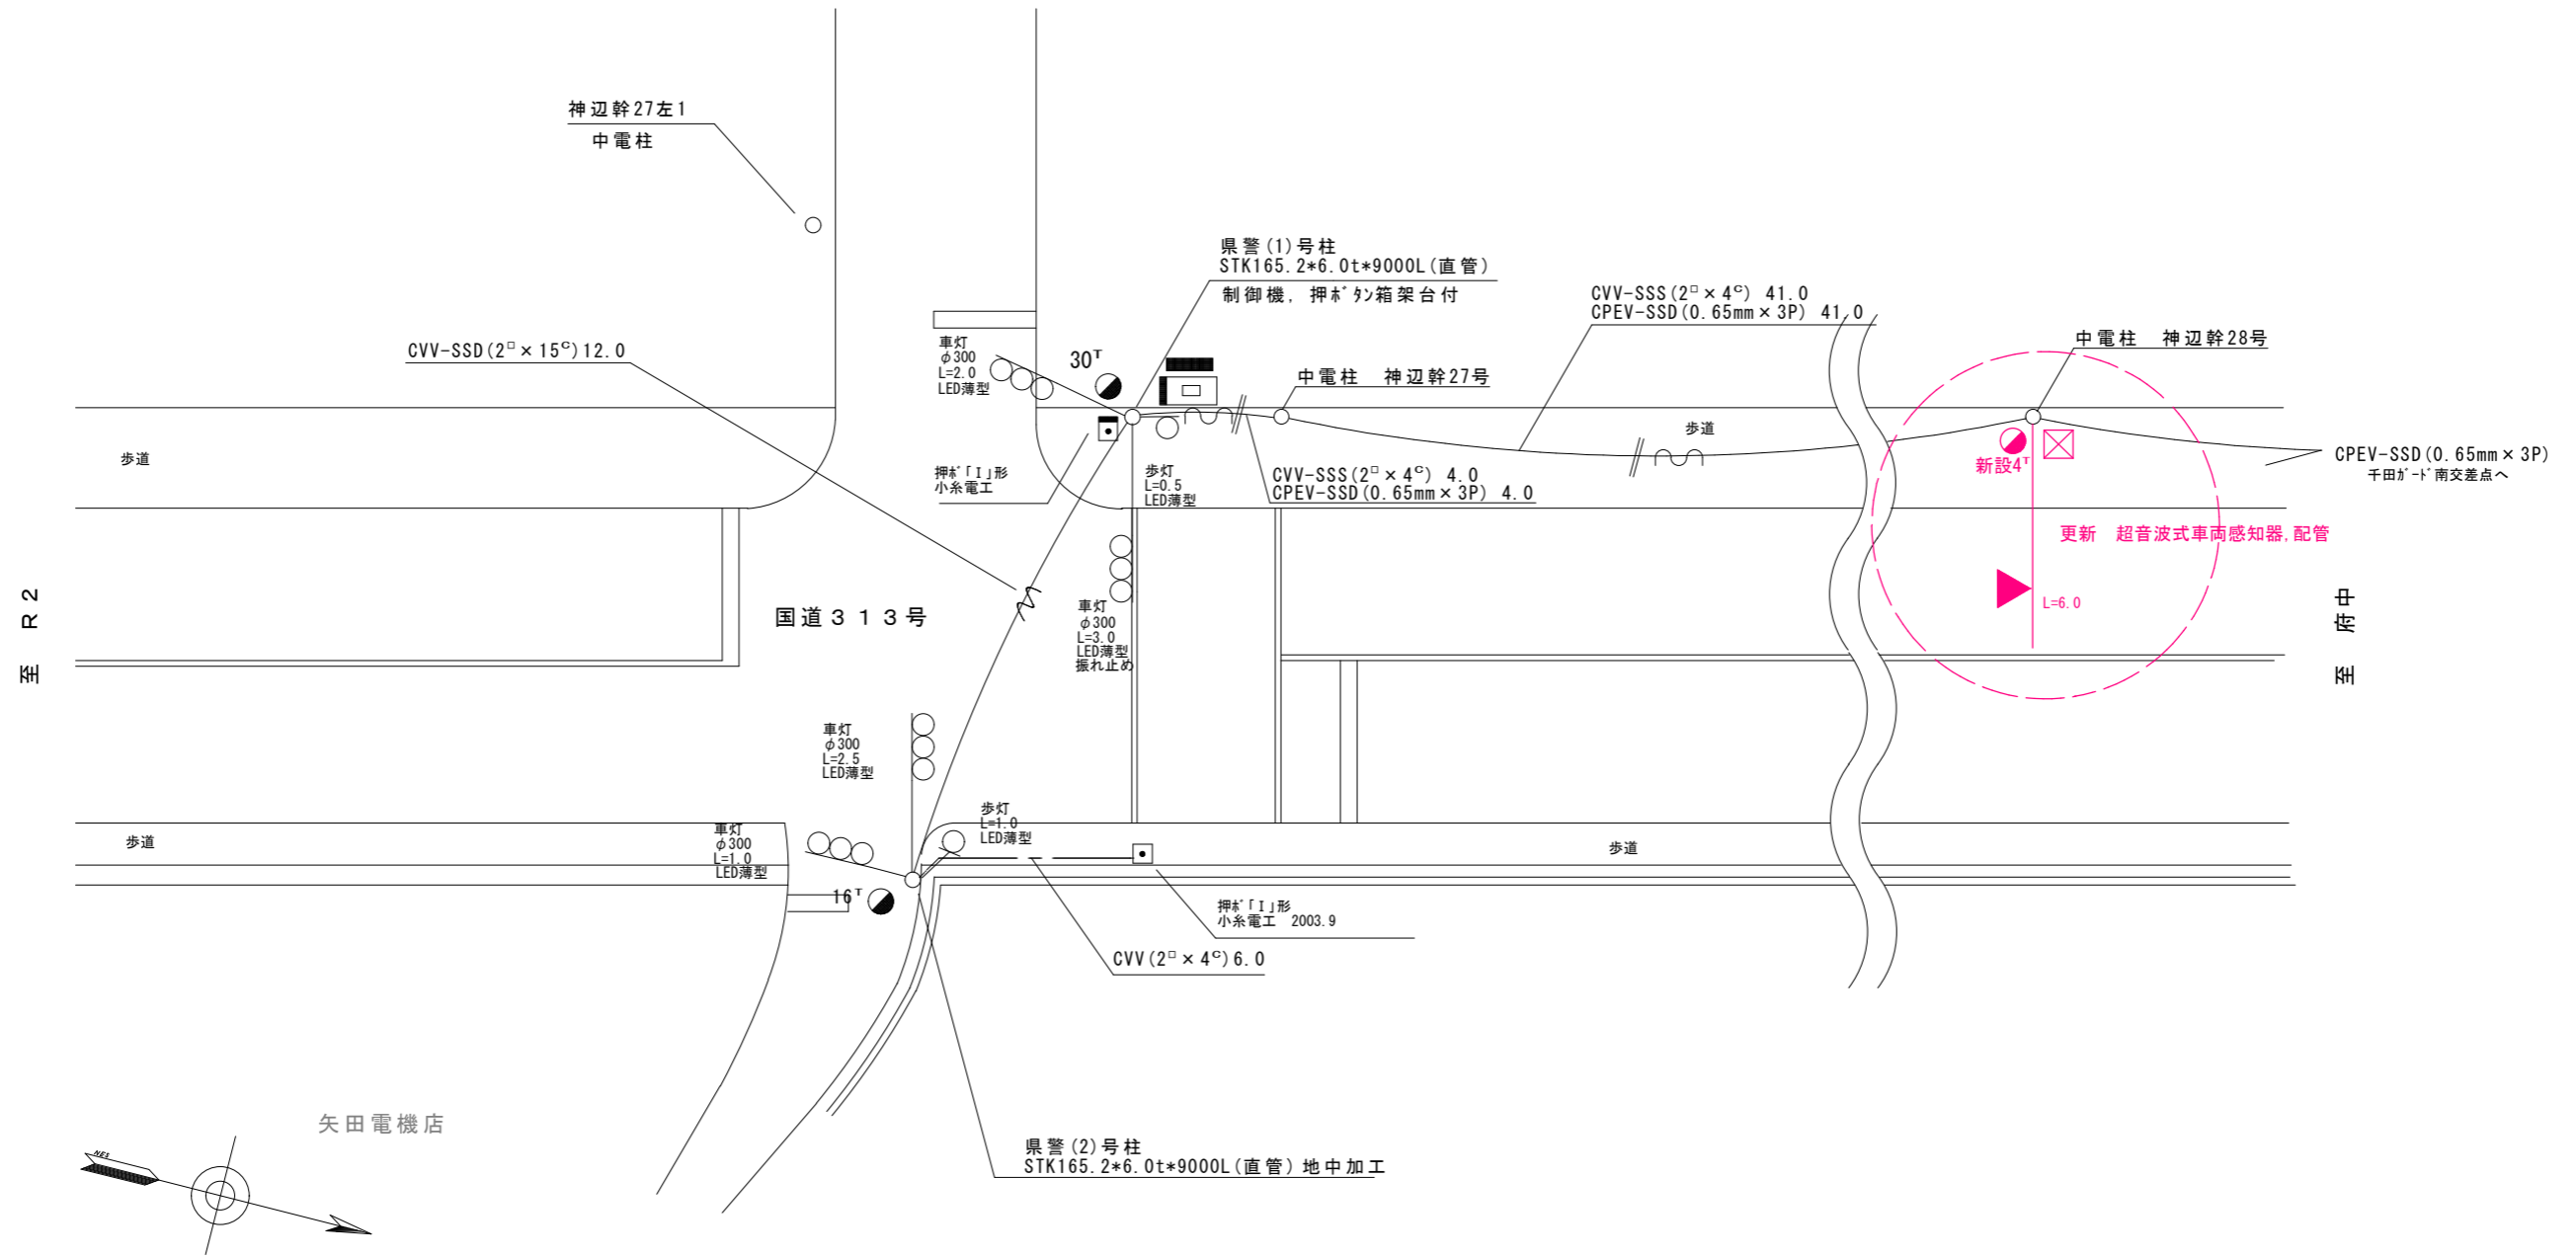 神辺幹27左1
中電柱
県警(1)号柱
STK165.2*6.0t*9000L(直管)
制御機, 押ボタン箱架台付
CVV-SSS(2□×4C) 41.0
CPEV-SSD(0.65mm×3P) 41.0
CVV-SSD(2□×15C)12.0
車灯
φ300
L=2.0
LED薄型
30T
中電柱 神辺幹27号
中電柱 神辺幹28号
歩道
歩道
押ボ「I」形
小糸電工
歩灯
L=0.5
LED薄型
CVV-SSS(2□×4C) 4.0
CPEV-SSD(0.65mm×3P) 4.0
新設4T
CPEV-SSD(0.65mm×3P)
千田ガード南交差点へ
更新 超音波式車両感知器,配管
L=6.0
至 R2
国道313号
車灯
φ300
L=3.0
LED薄型
振れ止め
至 府中
車灯
φ300
L=2.5
LED薄型
歩灯
L=1.0
LED薄型
車灯
φ300
L=1.0
LED薄型
歩道
歩道
16T
押ボ「I」形
小糸電工 2003.9
CVV(2□×4C)6.0
矢田電機店
県警(2)号柱
STK165.2*6.0t*9000L(直管)地中加工
NES